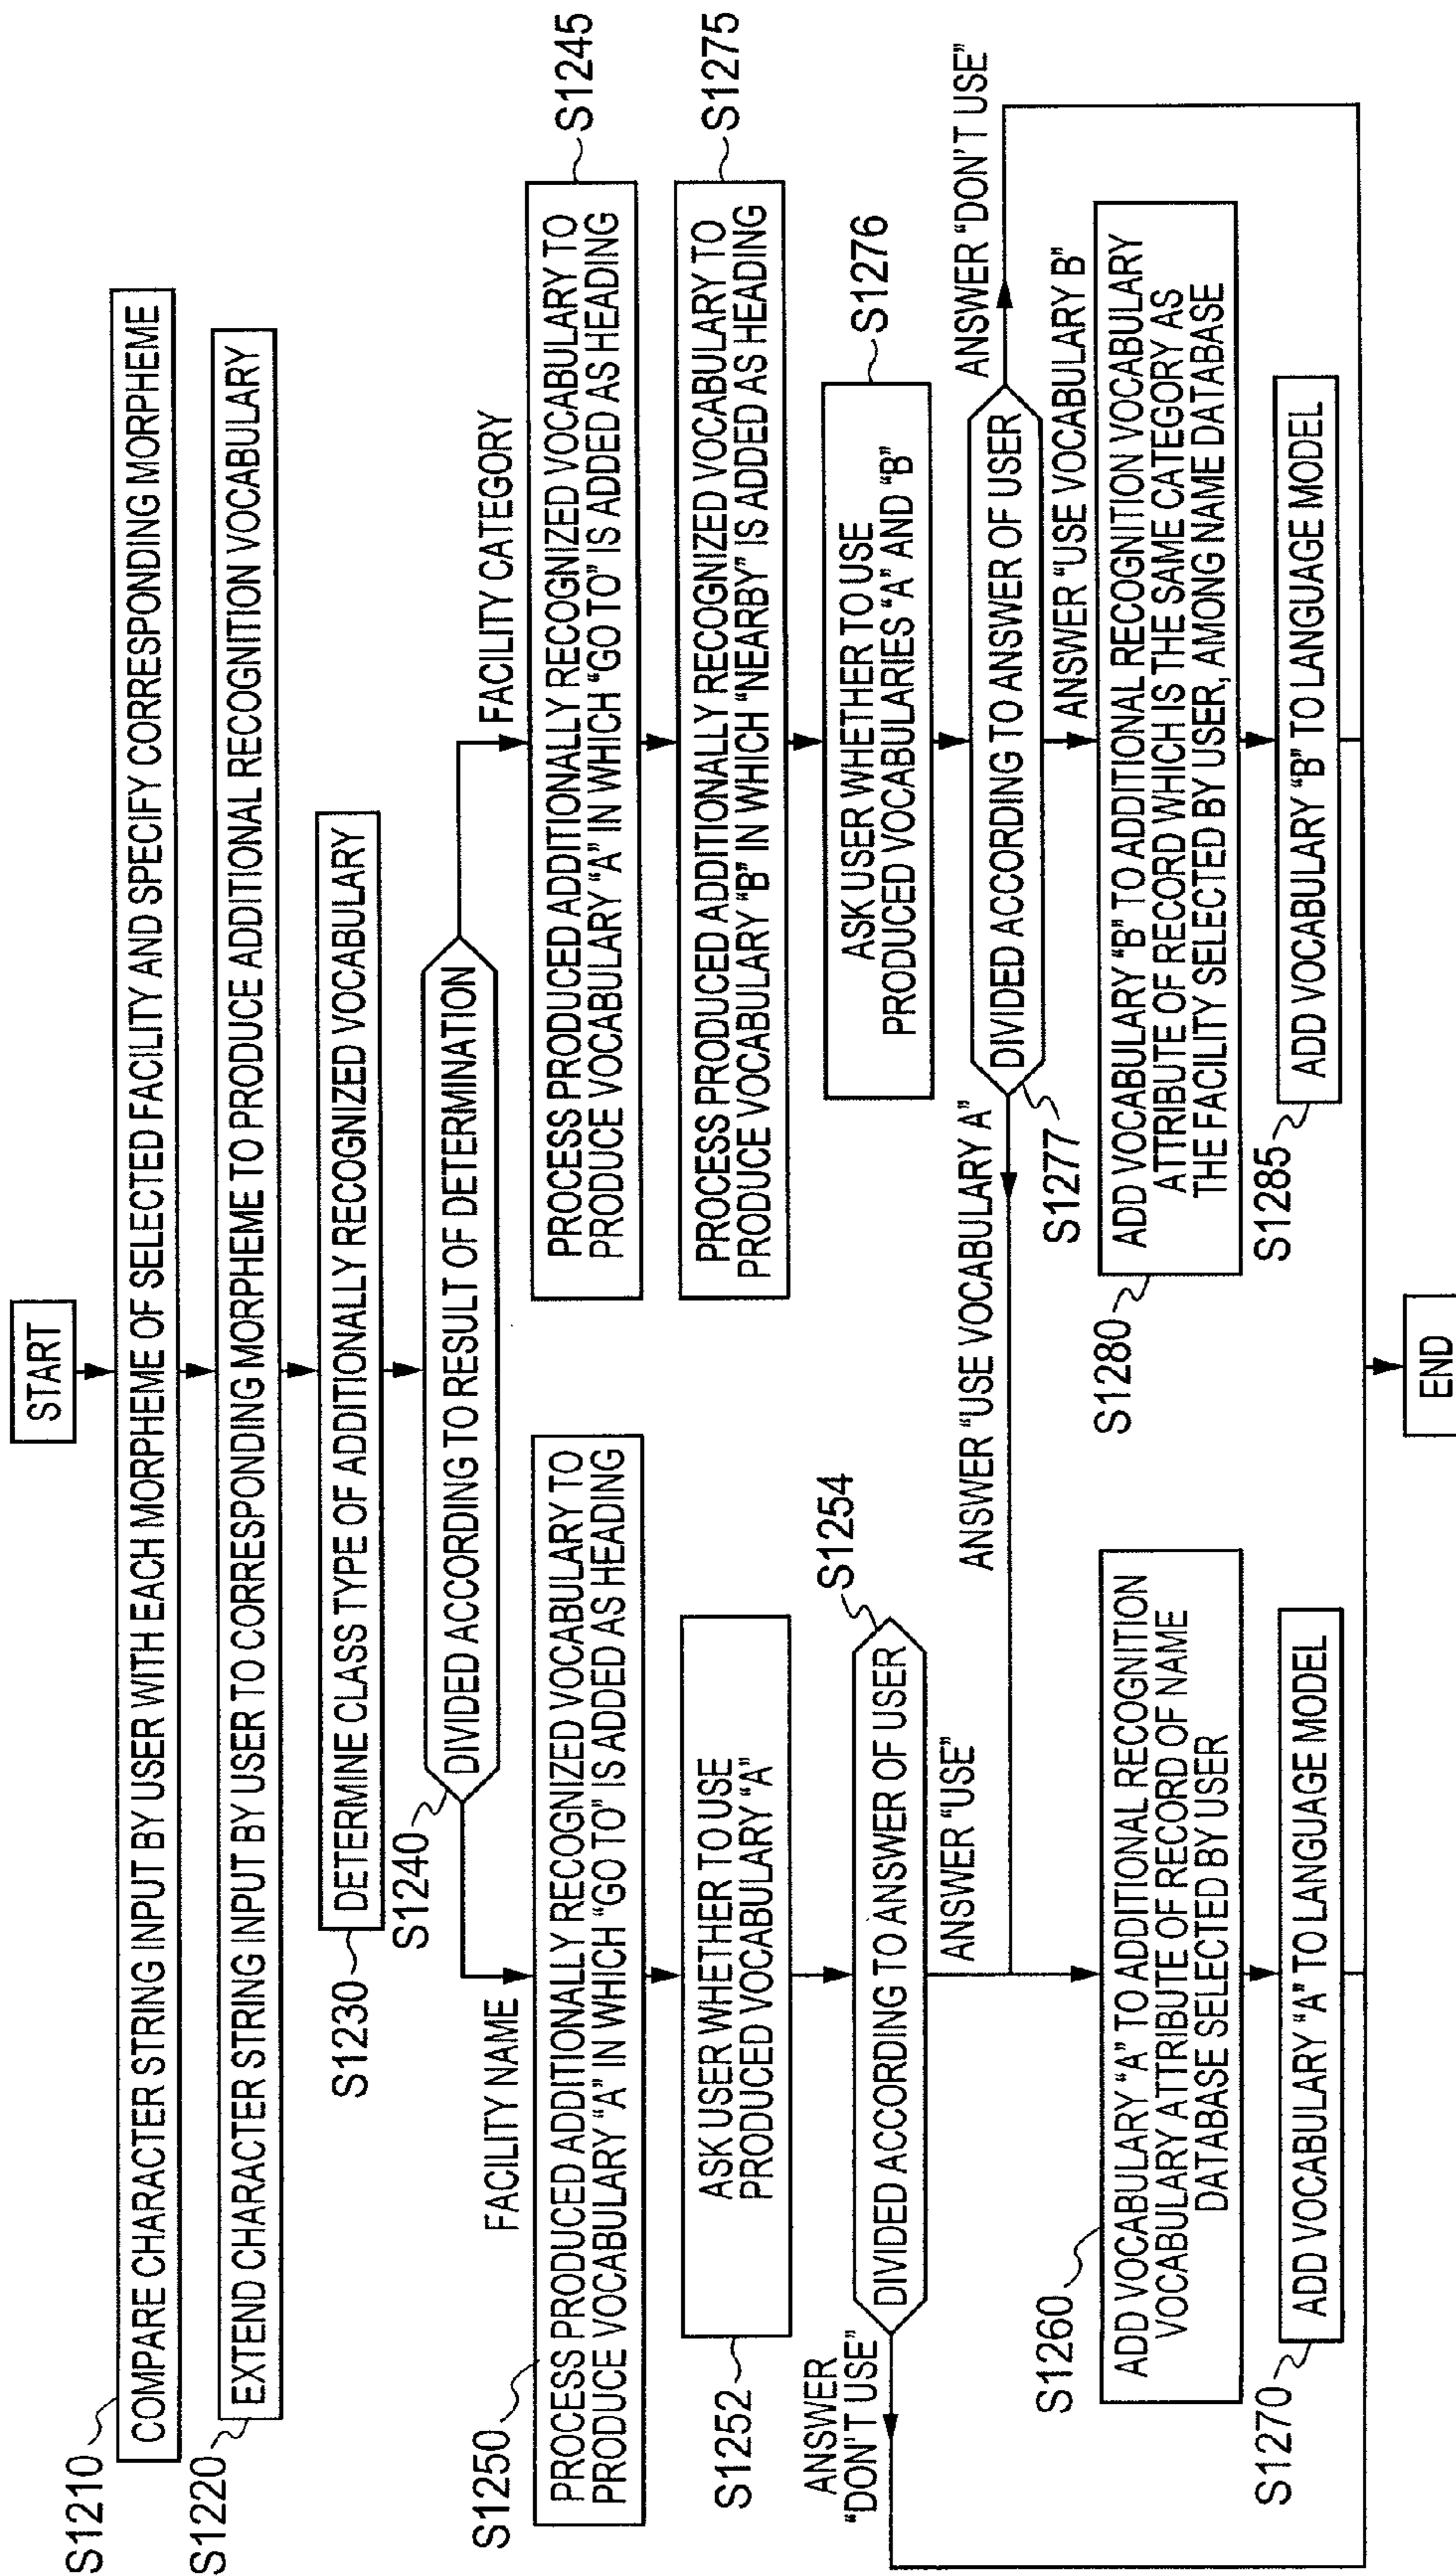 START
S1210
COMPARE CHARACTER STRING INPUT BY USER WITH EACH MORPHEME OF SELECTED FACILITY AND SPECIFY CORRESPONDING MORPHEME
S1220
EXTEND CHARACTER STRING INPUT BY USER TO CORRESPONDING MORPHEME TO PRODUCE ADDITIONAL RECOGNITION VOCABULARY
S1230
DETERMINE CLASS TYPE OF ADDITIONALLY RECOGNIZED VOCABULARY
S1240
DIVIDED ACCORDING TO RESULT OF DETERMINATION
FACILITY NAME
S1250
PROCESS PRODUCED ADDITIONALLY RECOGNIZED VOCABULARY TO
PRODUCE VOCABULARY "A" IN WHICH "GO TO" IS ADDED AS HEADING
S1252
ASK USER WHETHER TO USE
PRODUCED VOCABULARY "A"
S1254
DIVIDED ACCORDING TO ANSWER OF USER
ANSWER
"DON'T USE"
ANSWER "USE"
S1260
ADD VOCABULARY "A" TO ADDITIONAL RECOGNITION
VOCABULARY ATTRIBUTE OF RECORD OF NAME
DATABASE SELECTED BY USER
S1270
ADD VOCABULARY "A" TO LANGUAGE MODEL
FACILITY CATEGORY
S1245
PROCESS PRODUCED ADDITIONALLY RECOGNIZED VOCABULARY TO
PRODUCE VOCABULARY "A" IN WHICH "GO TO" IS ADDED AS HEADING
S1275
PROCESS PRODUCED ADDITIONALLY RECOGNIZED VOCABULARY TO
PRODUCE VOCABULARY "B" IN WHICH "NEARBY" IS ADDED AS HEADING
S1276
ASK USER WHETHER TO USE
PRODUCED VOCABULARIES "A" AND "B"
S1277
DIVIDED ACCORDING TO ANSWER OF USER
ANSWER "USE VOCABULARY A"
ANSWER "DON'T USE"
ANSWER "USE VOCABULARY B"
S1280
ADD VOCABULARY "B" TO ADDITIONAL RECOGNITION VOCABULARY
ATTRIBUTE OF RECORD WHICH IS THE SAME CATEGORY AS
THE FACILITY SELECTED BY USER, AMONG NAME DATABASE
S1285
ADD VOCABULARY "B" TO LANGUAGE MODEL
END